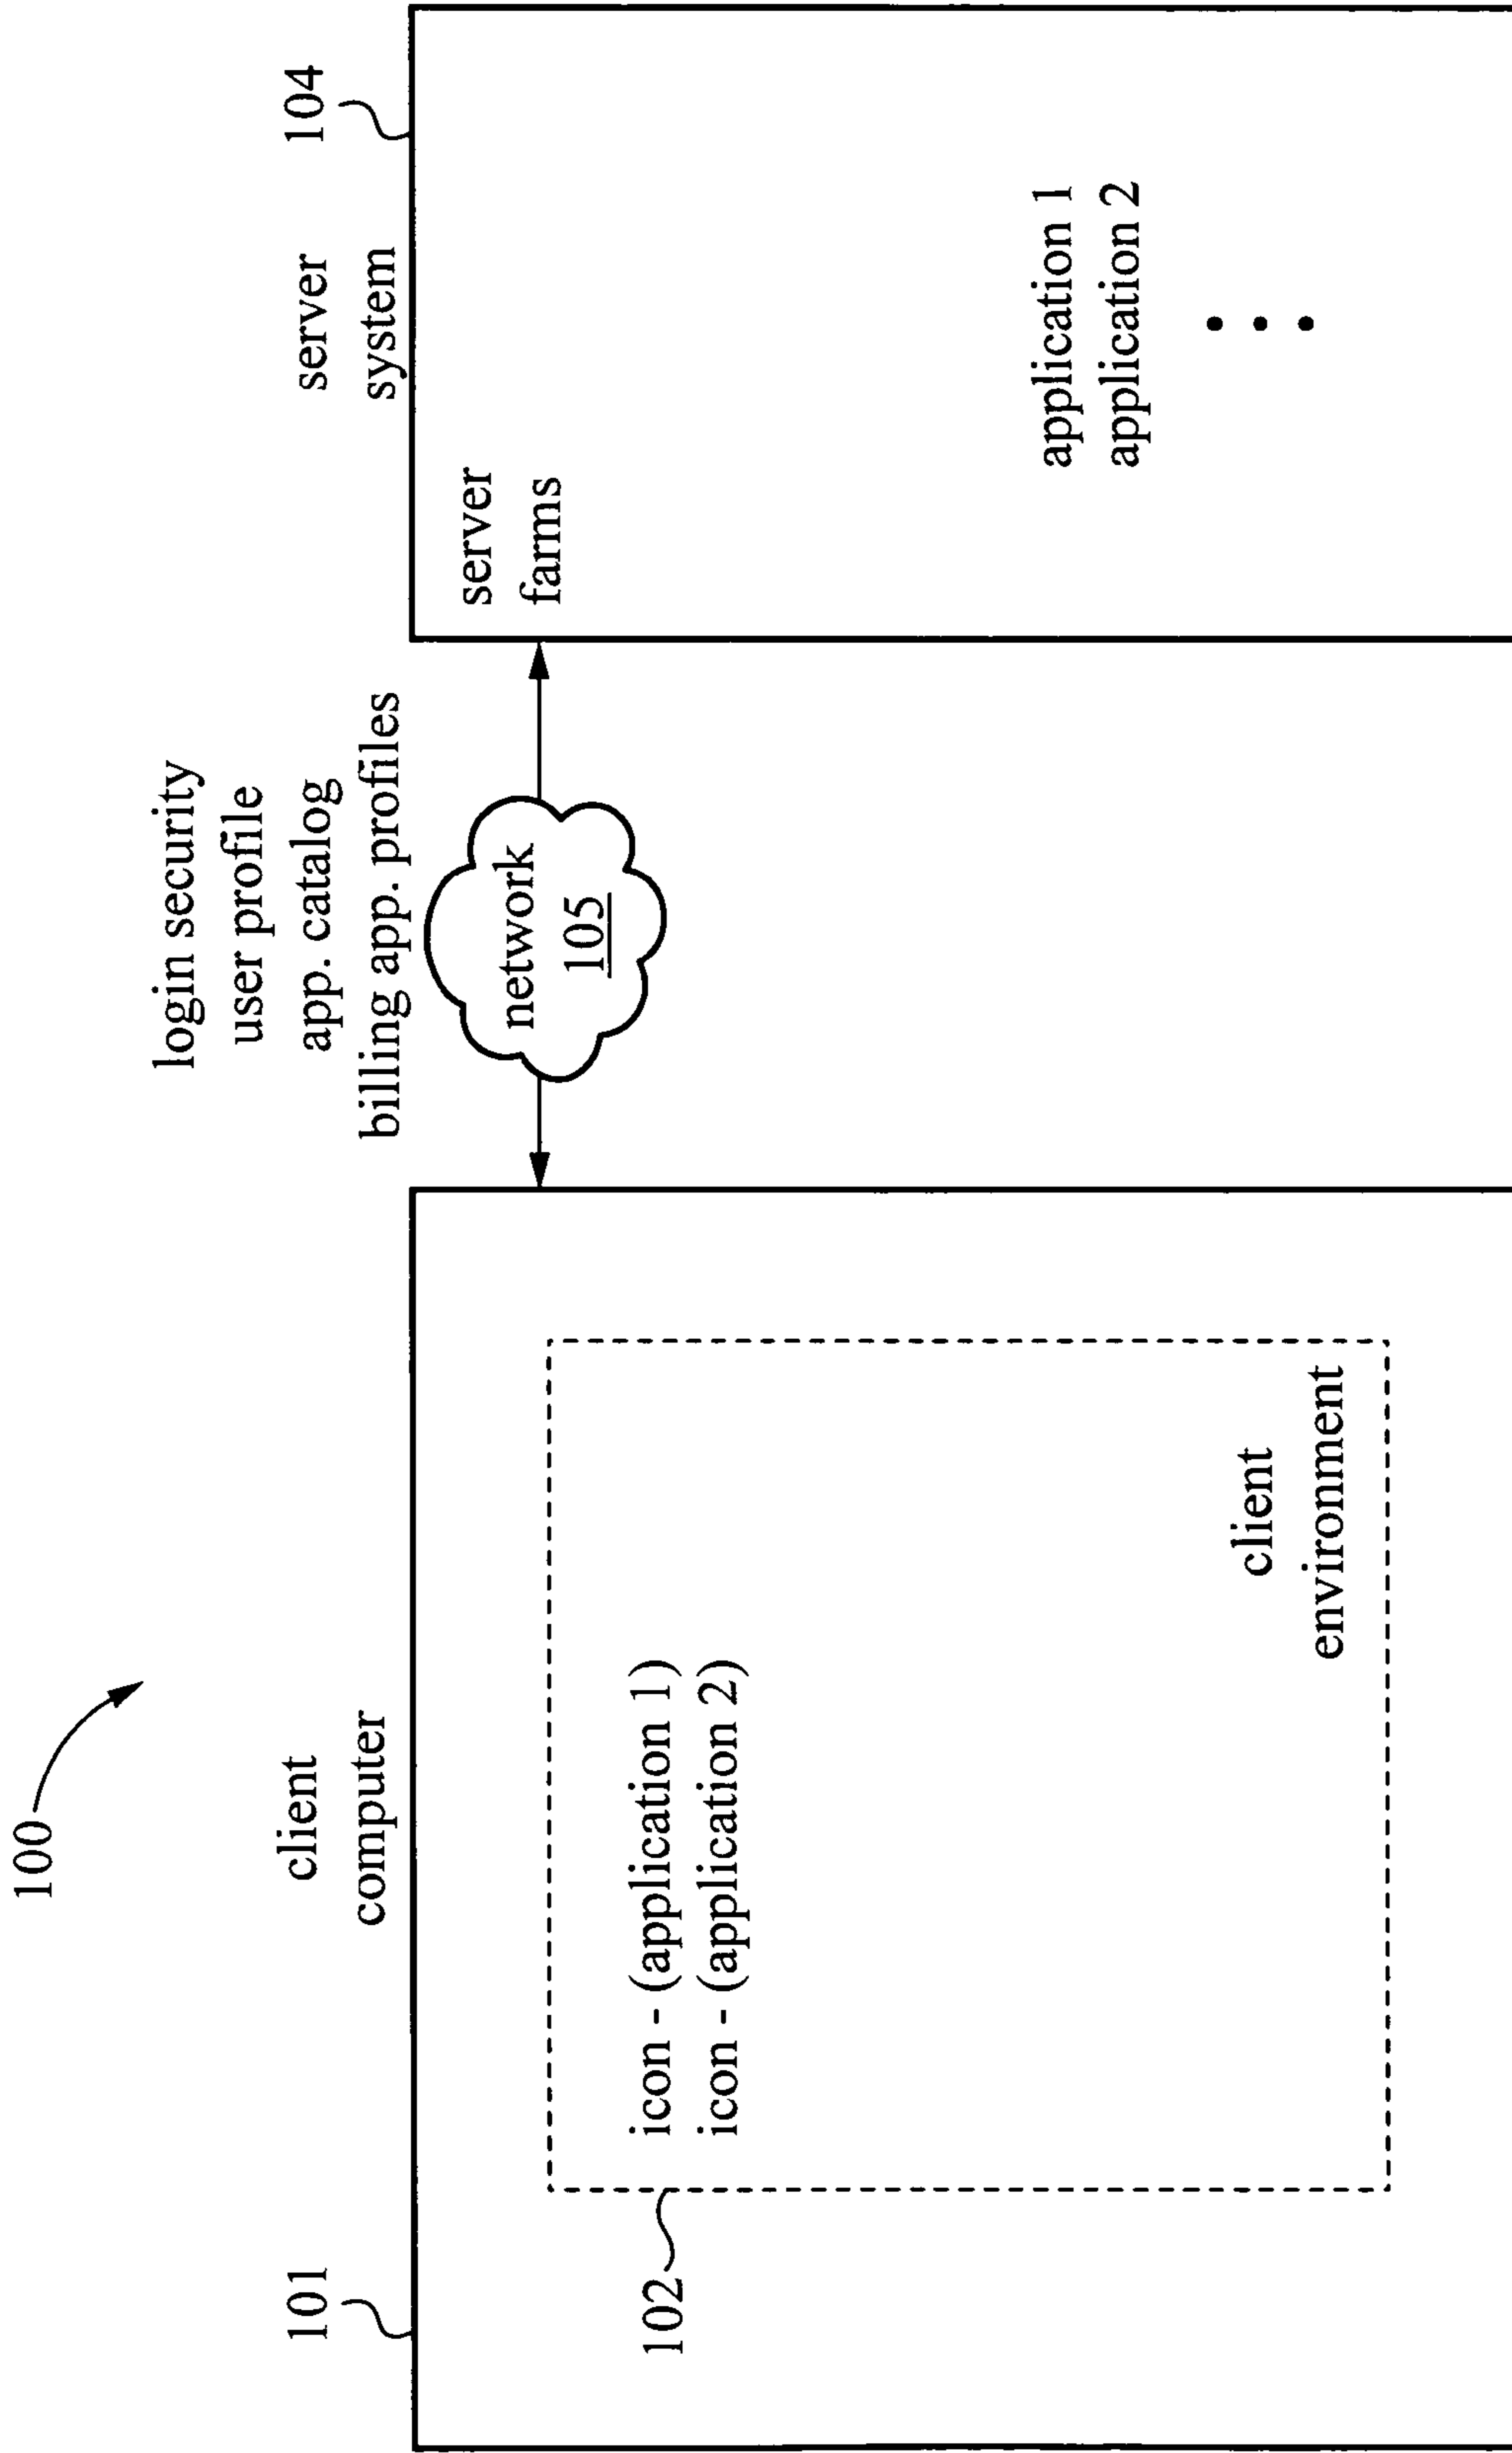 100
101
client
computer
102
icon - (application 1)
icon - (application 2)
client
environment
login security
user profile
app. catalog
billing app. profiles
network
105
server
system
104
server
farms
application 1
application 2